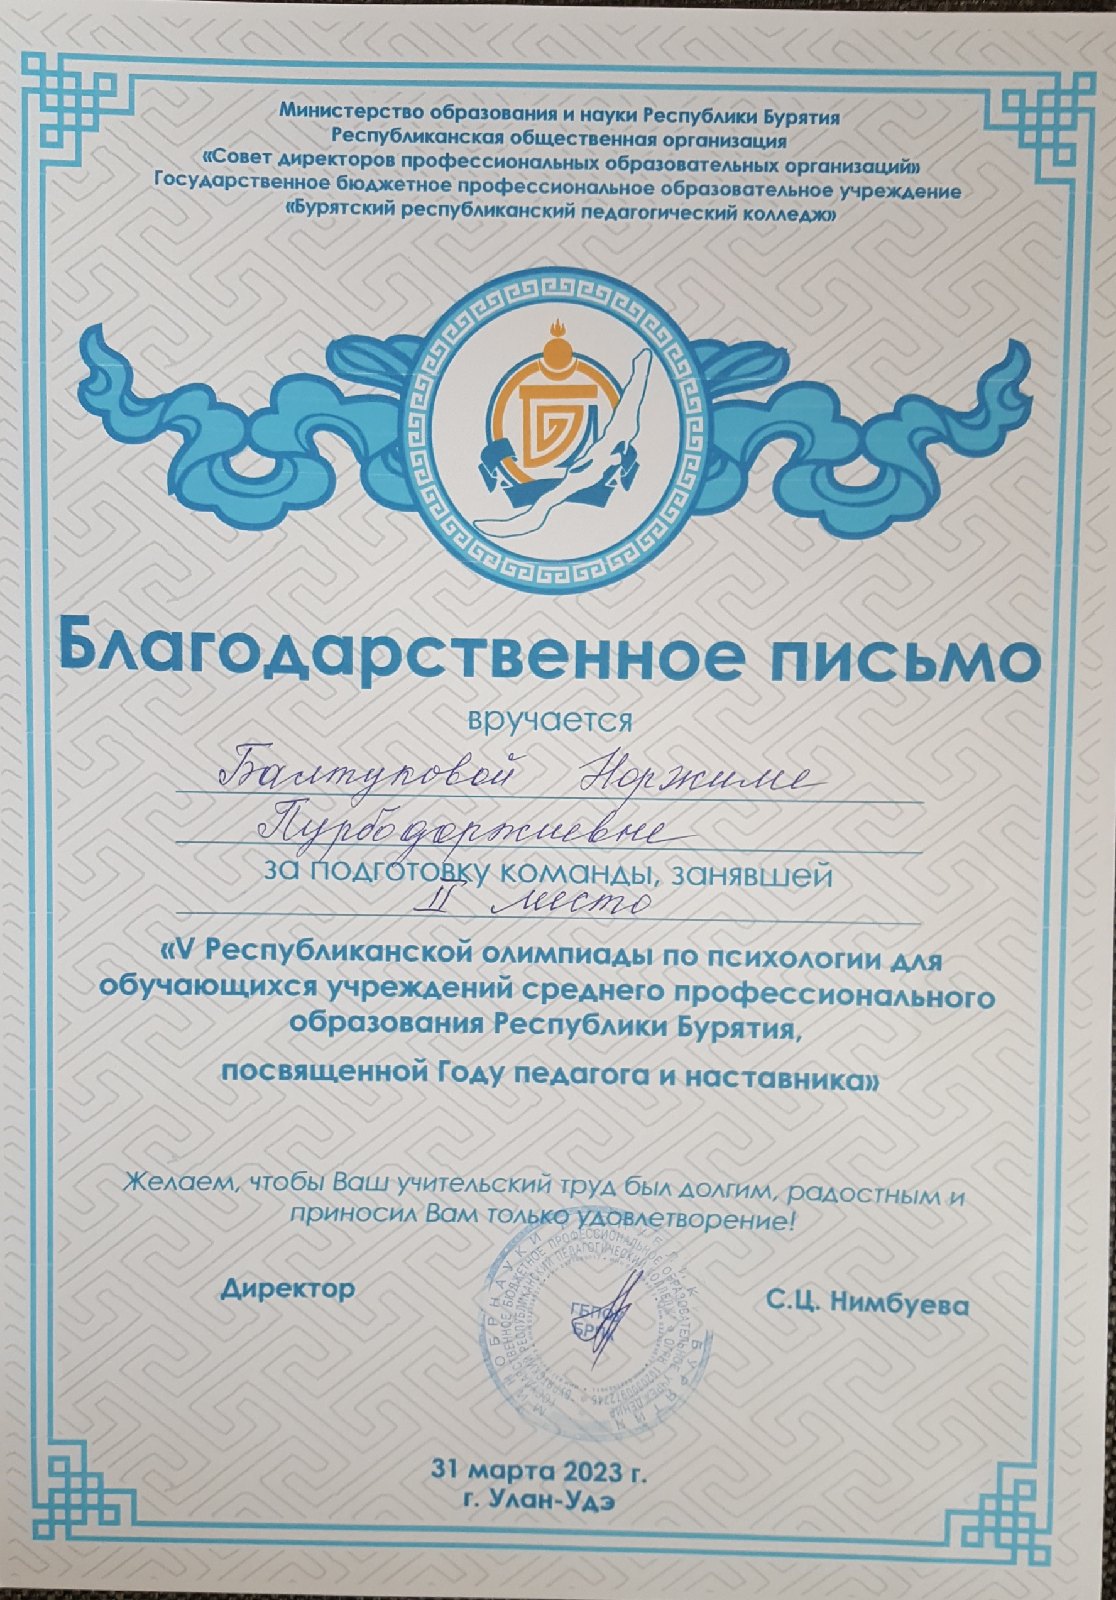 Министерство образования и науки Республики Бурятия
Республиканская общественная организация
«Совет директоров профессиональных образовательных организаций»
Государственное бюджетное профессиональное образовательное учреждение
«Бурятский республиканский педагогический колледж»
Благодарственное письмо
вручается
Балтуковой Норжиме
Пурбодоржиевне
за подготовку команды, занявшей
II место
«V Республиканской олимпиады по психологии для
обучающихся учреждений среднего профессионального
образования Республики Бурятия,
посвященной Году педагога и наставника»
Желаем, чтобы Ваш учительский труд был долгим, радостным и
приносил Вам только удовлетворение!
Директор
С.Ц. Нимбуева
ГБПОУ
БРПК
31 марта 2023 г.
г. Улан-Удэ